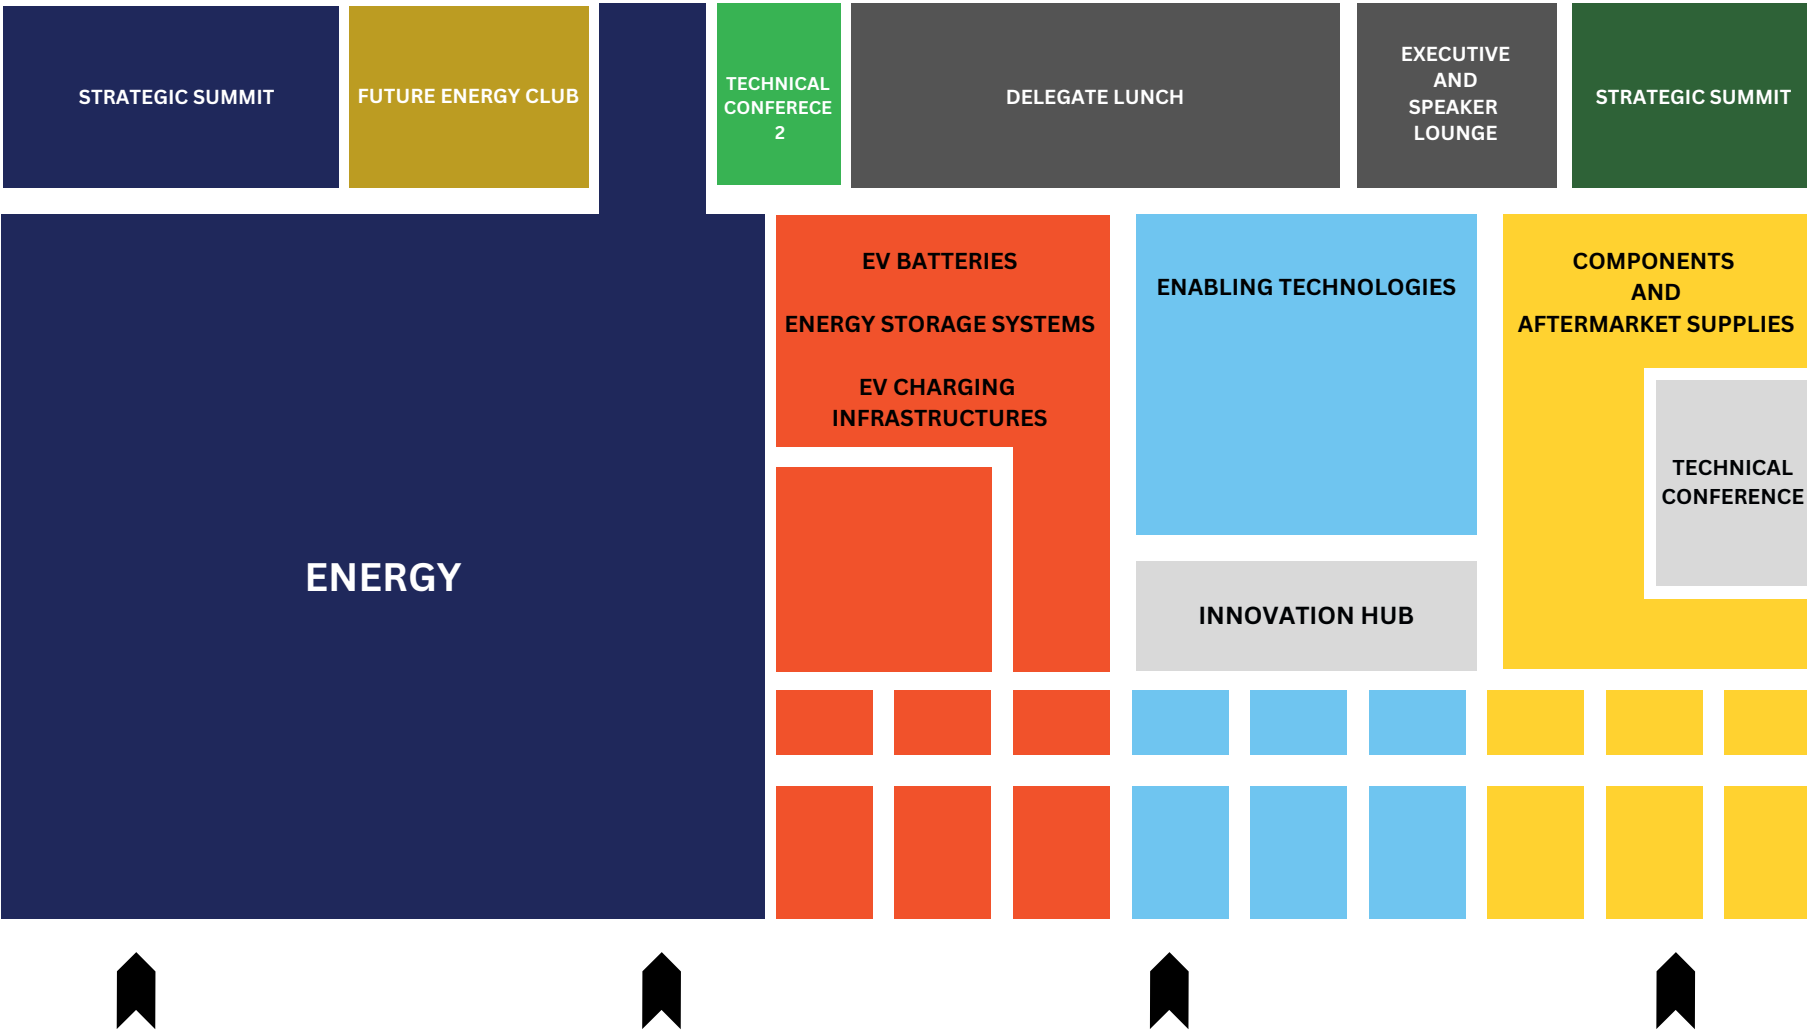 STRATEGIC SUMMIT
FUTURE ENERGY CLUB
TECHNICAL
CONFERECE
2
DELEGATE LUNCH
EXECUTIVE
AND
SPEAKER
LOUNGE
STRATEGIC SUMMIT
ENERGY
EV BATTERIES
ENERGY STORAGE SYSTEMS
EV CHARGING
INFRASTRUCTURES
ENABLING TECHNOLOGIES
INNOVATION HUB
COMPONENTS
AND
AFTERMARKET SUPPLIES
TECHNICAL
CONFERENCE